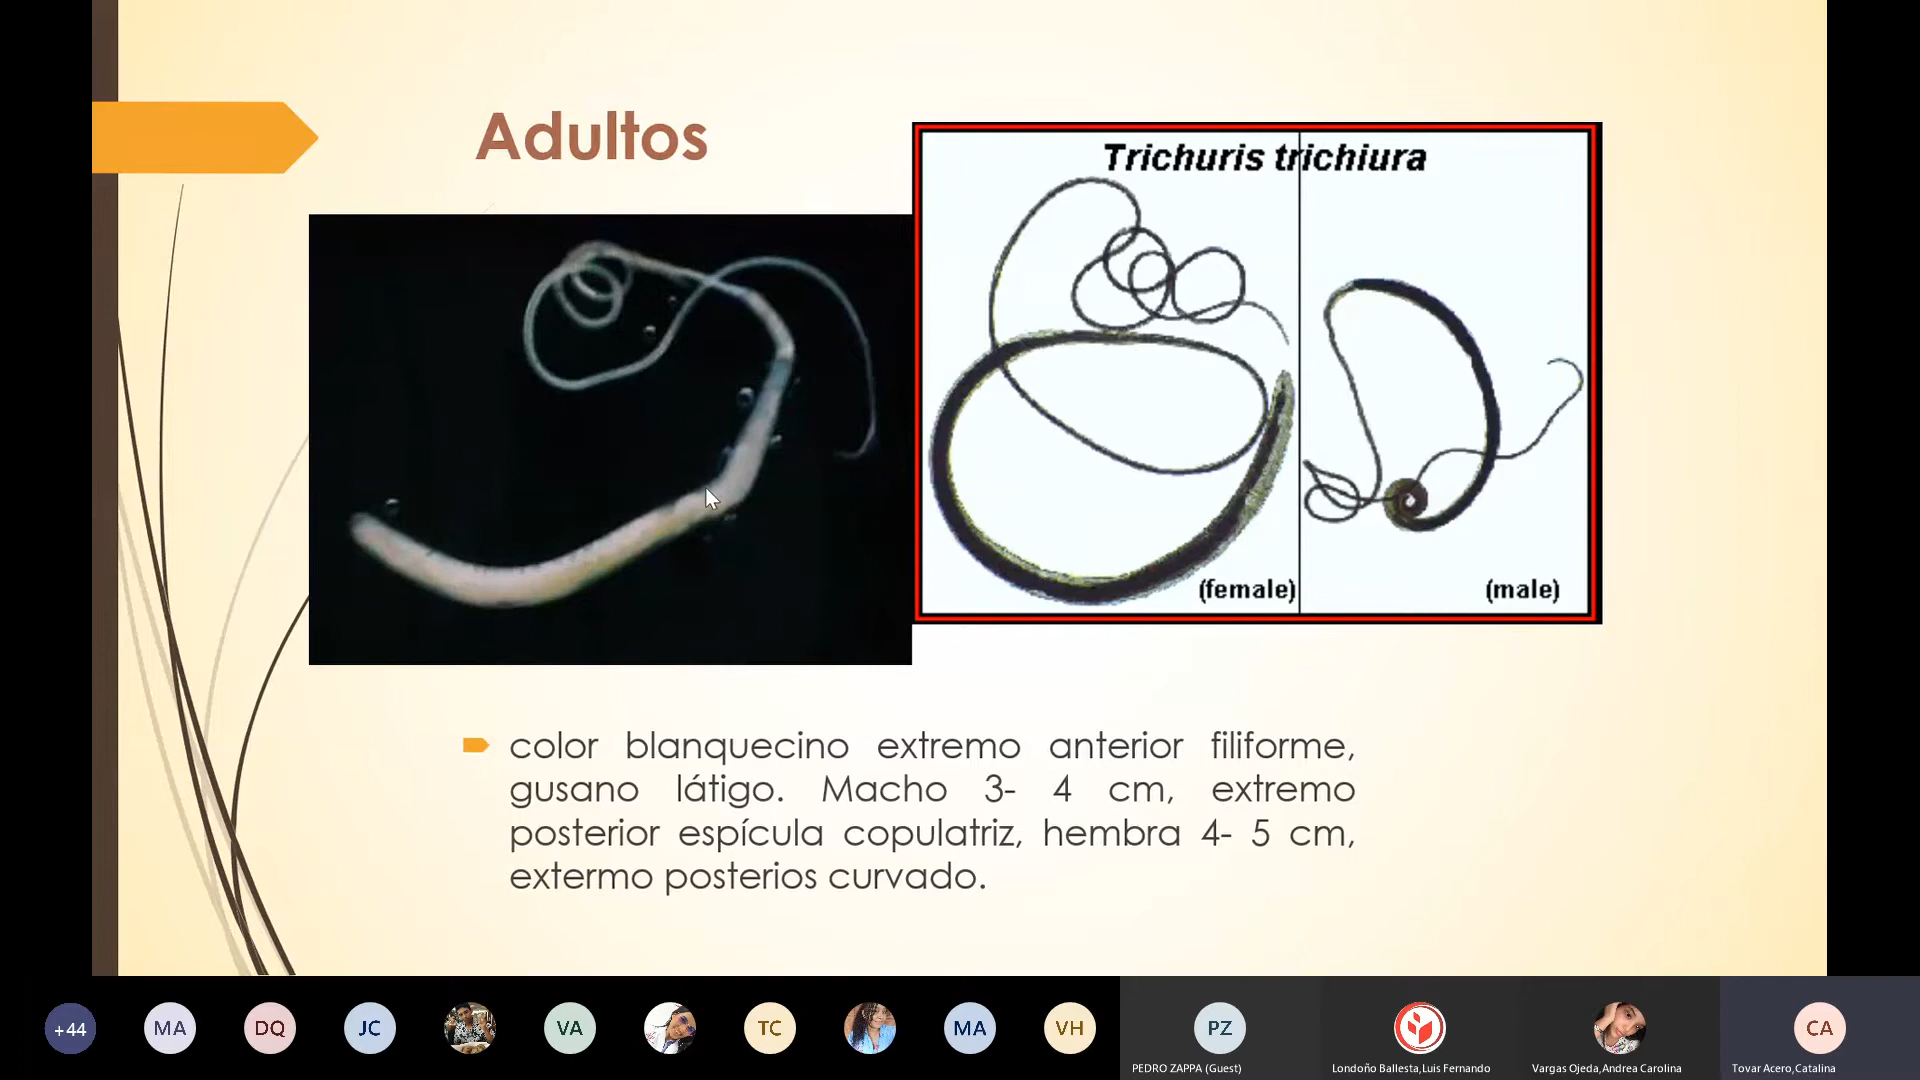 Adultos
Trichuris trichiura
(female)
(male)
color blanquecino extremo anterior filiforme,
gusano látigo. Macho 3- 4 cm, extremo
posterior espícula copulatriz, hembra 4- 5 cm,
extermo posterios curvado.
+44
MA
DQ
JC
VA
TC
MA
VH
PZ
CA
PEDRO ZAPPA (Guest)
Londoño Ballesta,Luis Fernando
Vargas Ojeda,Andrea Carolina
Tovar Acero,Catalina